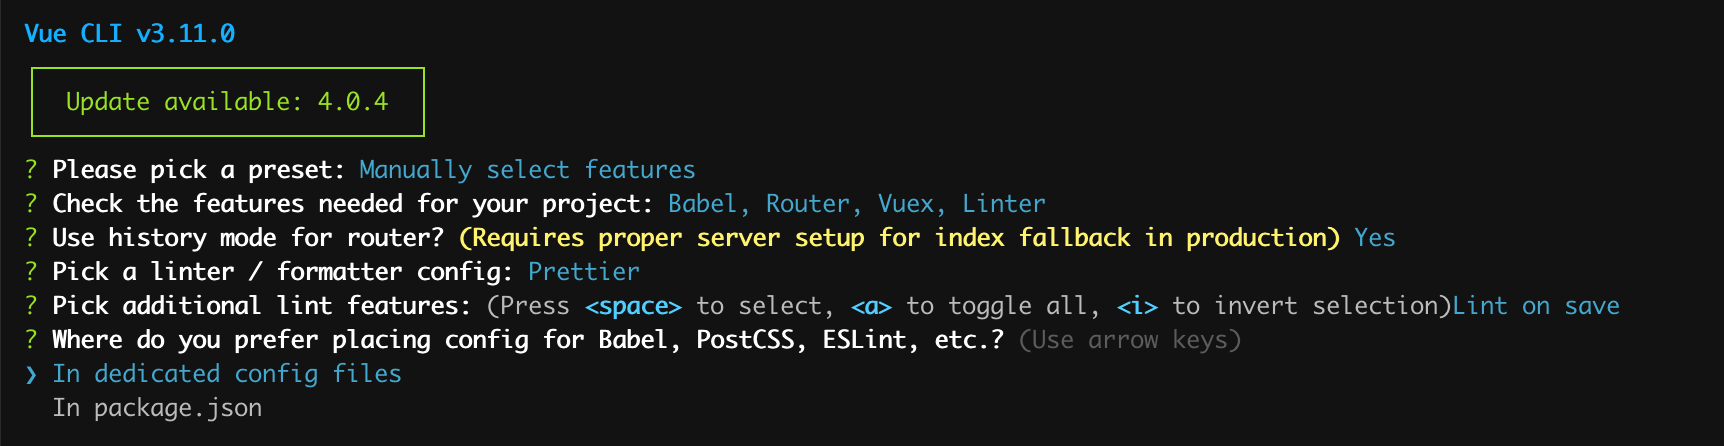 Vue CLI v3.11.0
Update available: 4.0.4
? Please pick a preset: Manually select features
? Check the features needed for your project: Babel, Router, Vuex, Linter
? Use history mode for router? (Requires proper server setup for index fallback in production) Yes
? Pick a linter / formatter config: Prettier
? Pick additional lint features: (Press <space> to select, <a> to toggle all, <i> to invert selection)Lint on save
? Where do you prefer placing config for Babel, PostCSS, ESLint, etc.? (Use arrow keys)
❯ In dedicated config files
In package.json